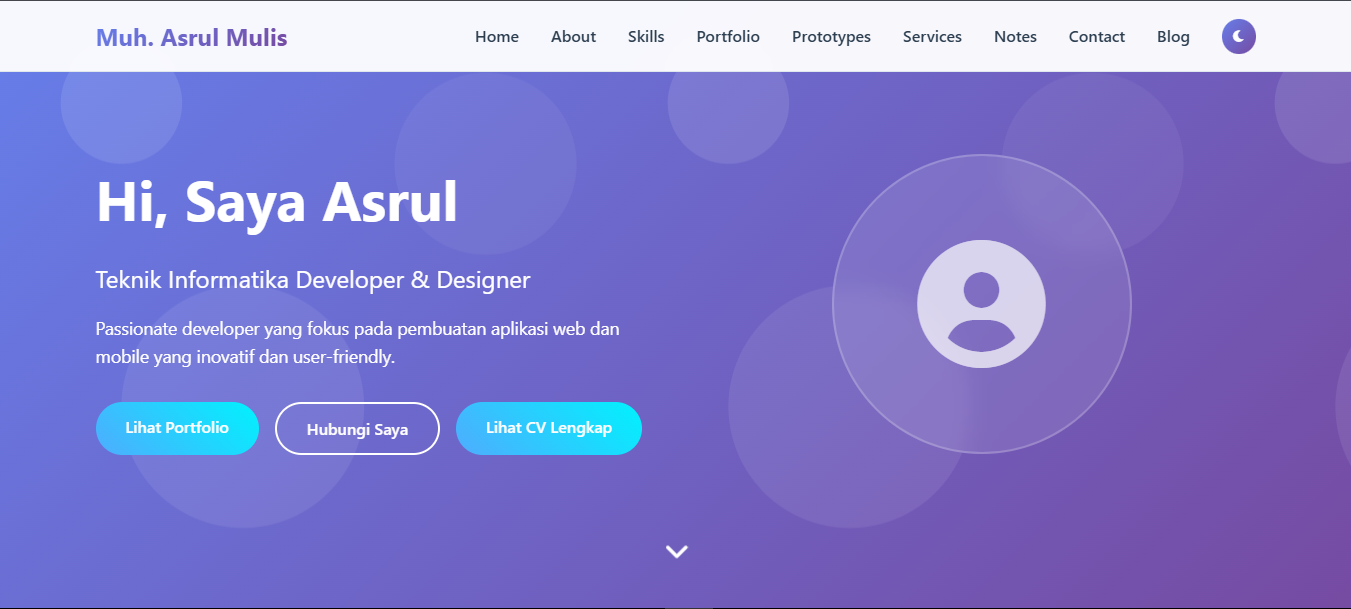 Muh. Asrul Mulis
Home About Skills Portfolio Prototypes Services Notes Contact Blog
Hi, Saya Asrul
Teknik Informatika Developer & Designer
Passionate developer yang fokus pada pembuatan aplikasi web dan
mobile yang inovatif dan user-friendly.
Lihat Portfolio Hubungi Saya Lihat CV Lengkap